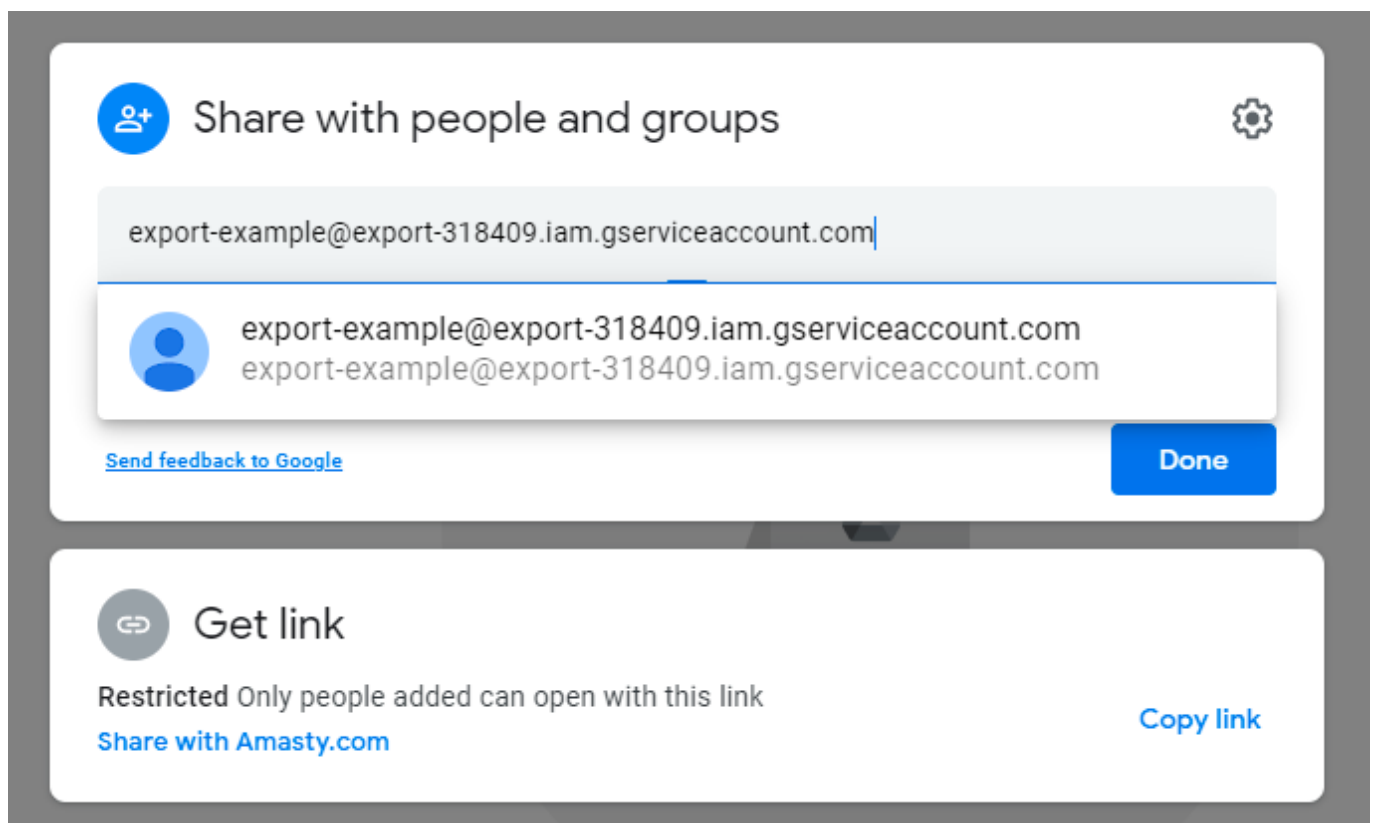 Share with people and groups
export-example@export-318409.iam.gserviceaccount.com
export-example@export-318409.iam.gserviceaccount.com
export-example@export-318409.iam.gserviceaccount.com
Send feedback to Google
Done
Get link
Restricted Only people added can open with this link
Share with Amasty.com
Copy link